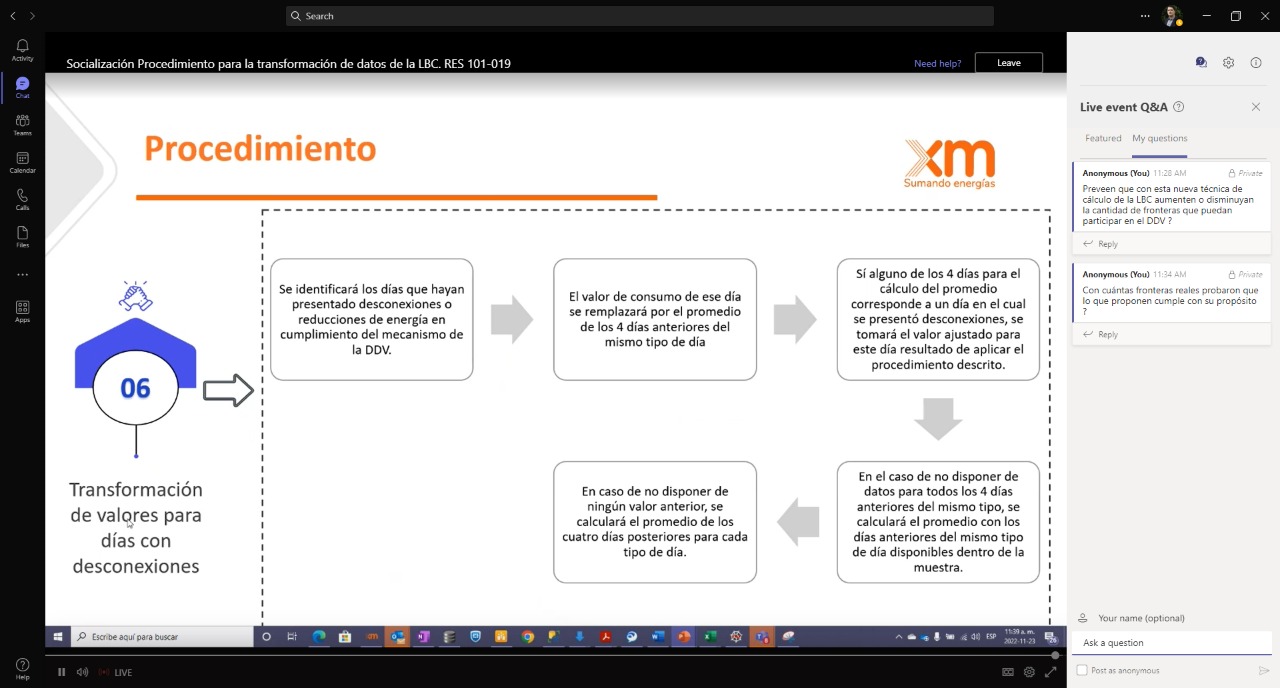 Search
Activity
Chat
Teams
Calendar
Calls
Files
Apps
Help
Socialización Procedimiento para la transformación de datos de la LBC. RES 101-019
Need help?
Leave
Procedimiento
xm
Sumando energías
06
Transformación
de valores para
días con
desconexiones
Se identificará los días que hayan
presentado desconexiones o
reducciones de energía en
cumplimiento del mecanismo de
la DDV.
El valor de consumo de ese día
se remplazará por el promedio
de los 4 días anteriores del
mismo tipo de día
Sí alguno de los 4 días para el
cálculo del promedio
corresponde a un día en el cual
se presentó desconexiones, se
tomará el valor ajustado para
este día resultado de aplicar el
procedimiento descrito.
En el caso de no disponer de
datos para todos los 4 días
anteriores del mismo tipo, se
calculará el promedio con los
días anteriores del mismo tipo
de día disponibles dentro de la
muestra.
En caso de no disponer de
ningún valor anterior, se
calculará el promedio de los
cuatro días posteriores para cada
tipo de día.
Escribe aquí para buscar
ESP
11:39 a. m.
2022-11-23
LIVE
Live event Q&A
Featured
My questions
Anonymous (You) 11:28 AM Private
Preveen que con esta nueva técnica de
cálculo de la LBC aumenten o disminuyan
la cantidad de fronteras que puedan
participar en el DDV ?
Reply
Anonymous (You) 11:34 AM Private
Con cuántas fronteras reales probaron que
lo que proponen cumple con su propósito
?
Reply
Your name (optional)
Ask a question
Post as anonymous